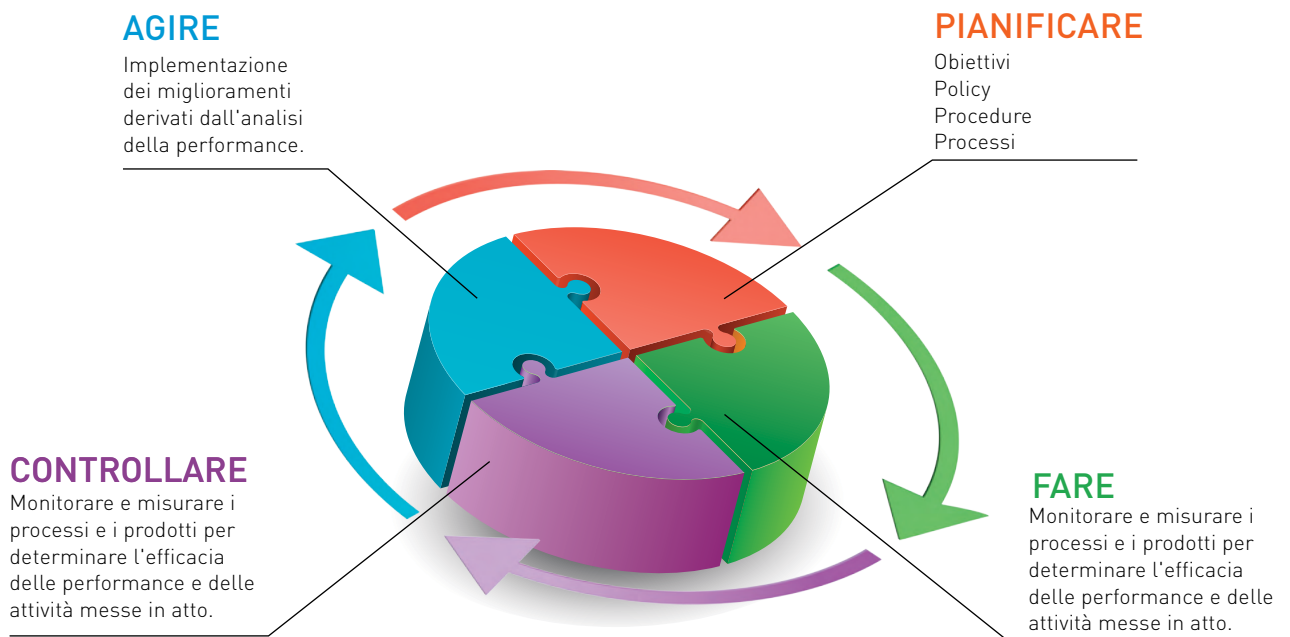 AGIRE
Implementazione
dei miglioramenti
derivati dall'analisi
della performance.
PIANIFICARE
Obiettivi
Policy
Procedure
Processi
CONTROLLARE
Monitorare e misurare i
processi e i prodotti per
determinare l'efficacia
delle performance e delle
attività messe in atto.
FARE
Monitorare e misurare i
processi e i prodotti per
determinare l'efficacia
delle performance e delle
attività messe in atto.